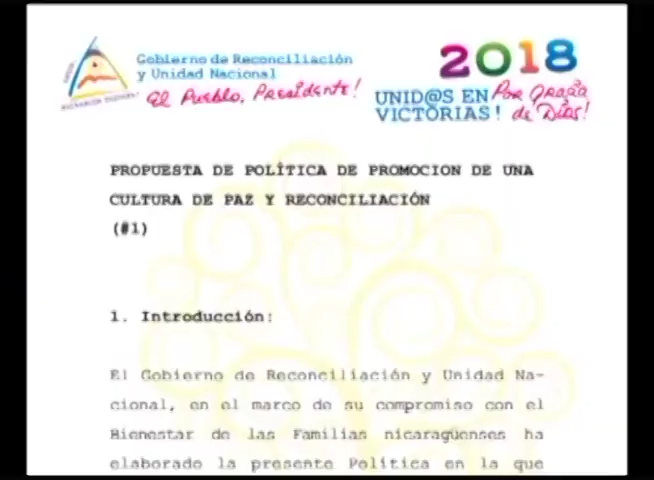 Gobierno de Reconciliación
y Unidad Nacional
El Pueblo, Presidente!
2018
UNID@S EN Por Gracia
VICTORIAS! de Dios!
PROPUESTA DE POLÍTICA DE PROMOCION DE UNA
CULTURA DE PAZ Y RECONCILIACIÓN
(#1)
1. Introducción:
El Gobierno de Reconciliación y Unidad Na-
cional, en el marco de su compromiso con el
Bienestar de las Familias nicaragüenses ha
elaborado la presente Política en la que